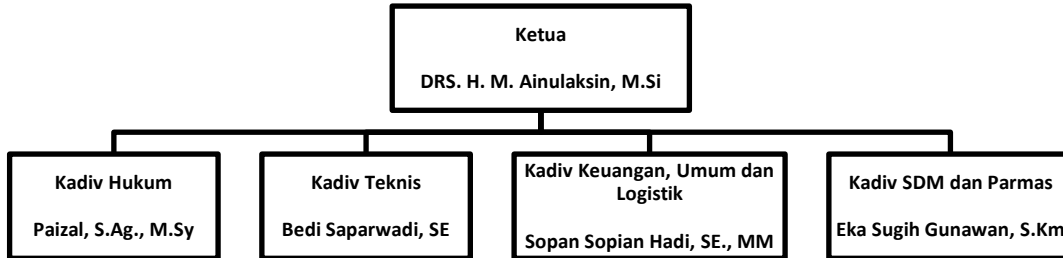 Ketua
DRS. H. M. Ainulaksin, M.Si
Kadiv Hukum
Paizal, S.Ag., M.Sy
Kadiv Teknis
Bedi Saparwadi, SE
Kadiv Keuangan, Umum dan
Logistik
Sopan Sopian Hadi, SE., MM
Kadiv SDM dan Parmas
Eka Sugih Gunawan, S.Km